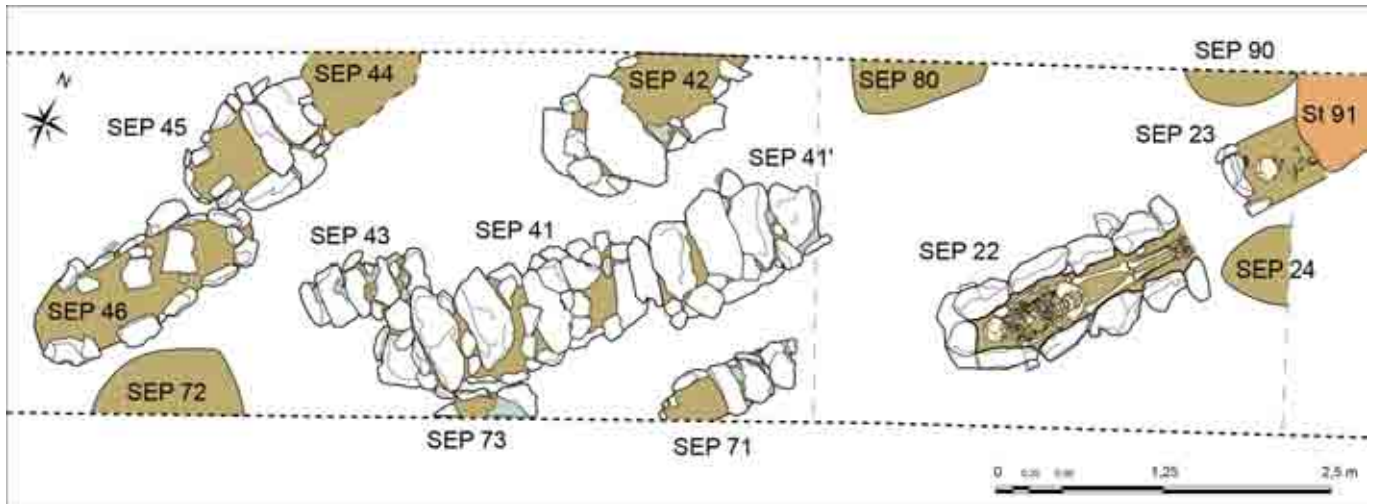 SEP 90
SEP 44
SEP 42
SEP 80
N
St 91
SEP 45
SEP 23
SEP 41'
SEP 43
SEP 41
SEP 22
SEP 24
SEP 46
SEP 72
SEP 73
SEP 71
0
1,25
2,5 m